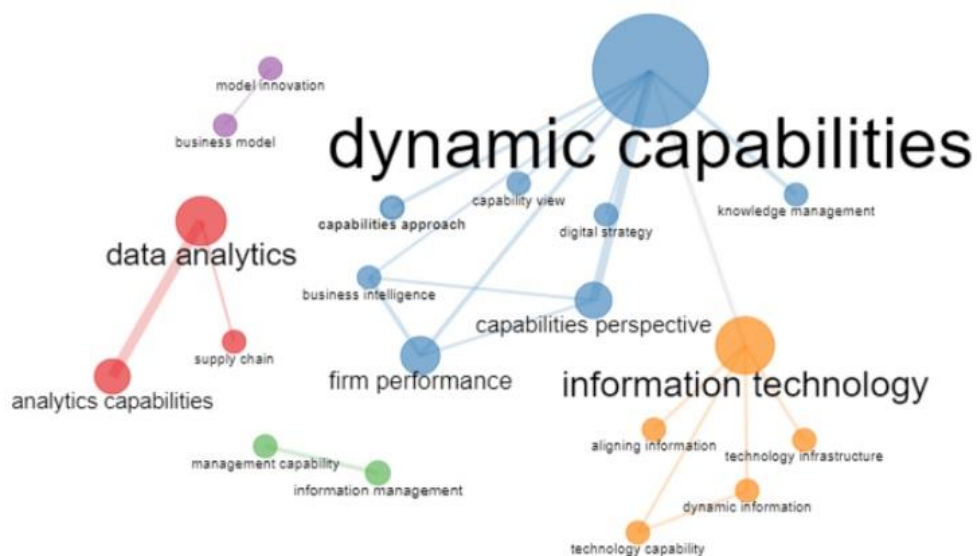 model innovation
business model
dynamic capabilities
capability view
knowledge management
capabilities approach
digital strategy
data analytics
business intelligence
capabilities perspective
supply chain
firm performance
information technology
analytics capabilities
aligning information
technology infrastructure
management capability
information management
dynamic information
technology capability